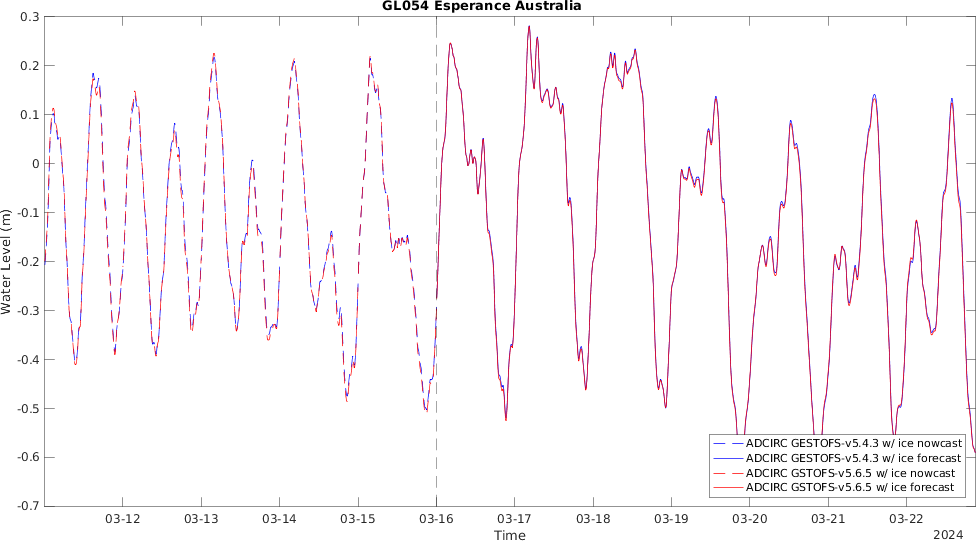 GL054 Esperance Australia
0.3
0.2
0.1
0
-0.1
-0.2
-0.3
-0.4
-0.5
-0.6
-0.7
Water Level (m)
ADCIRC GESTOFS-v5.4.3 w/ ice nowcast
ADCIRC GESTOFS-v5.4.3 w/ ice forecast
ADCIRC GSTOFS-v5.6.5 w/ ice nowcast
ADCIRC GSTOFS-v5.6.5 w/ ice forecast
03-12 03-13 03-14 03-15 03-16 03-17 03-18 03-19 03-20 03-21 03-22
Time
2024